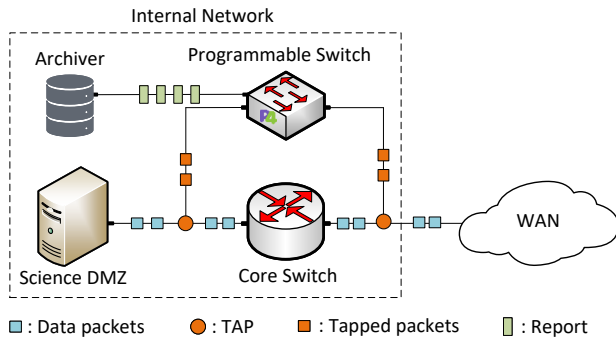 Internal Network
Archiver
Programmable Switch
P4
Science DMZ
Core Switch
WAN
: Data packets
: TAP
: Tapped packets
: Report